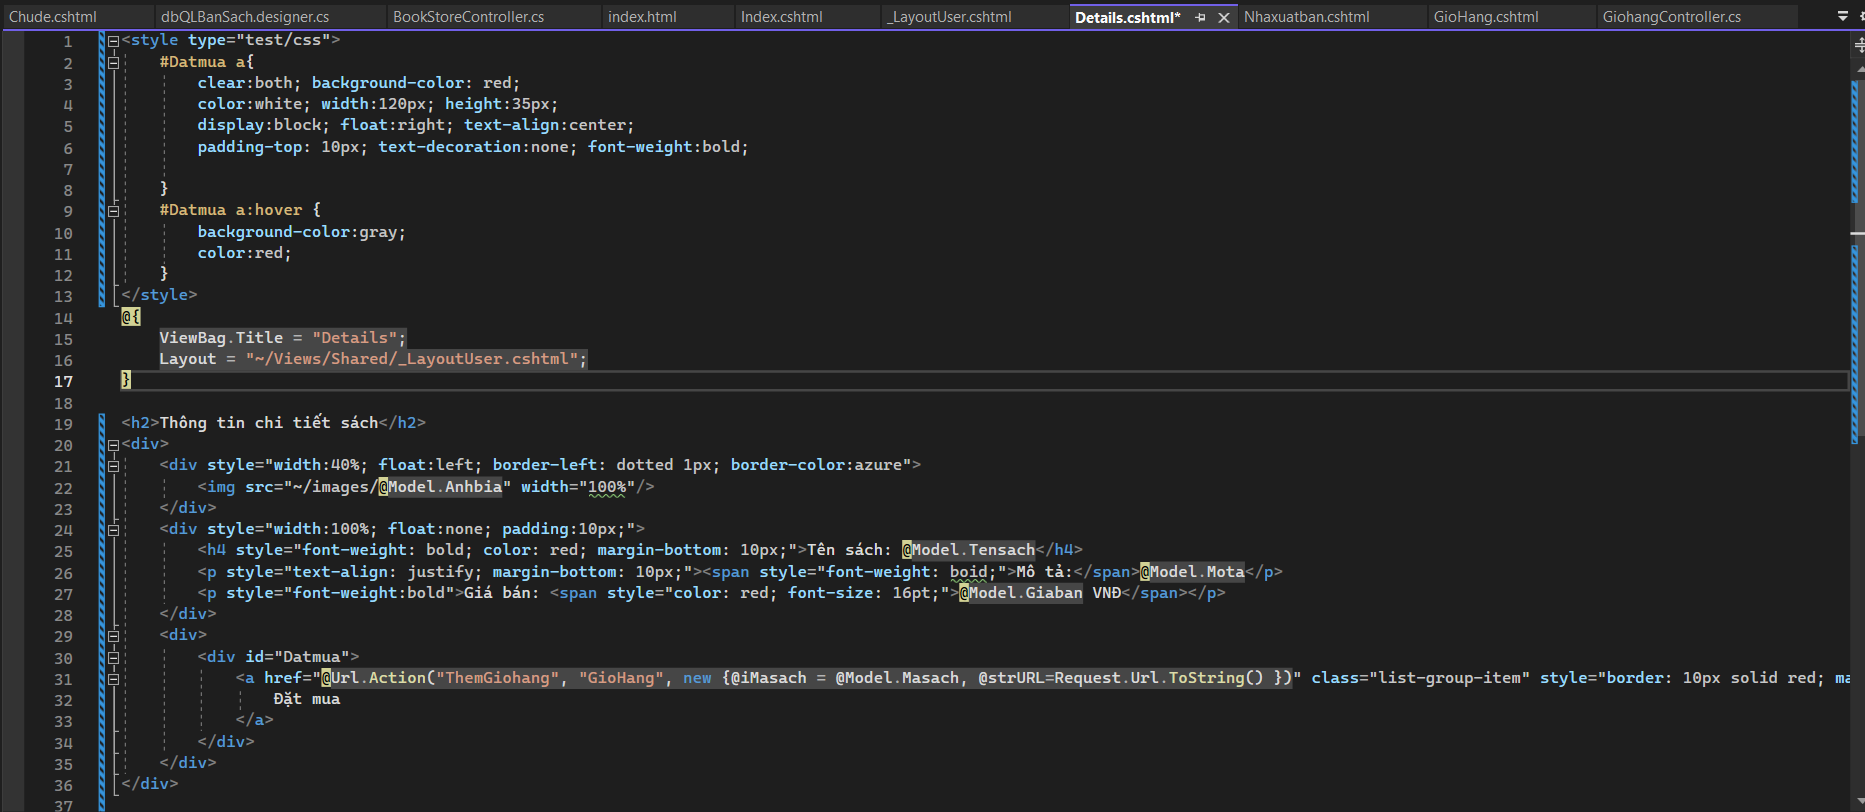 Chude.cshtml dbQLBanSach.designer.cs BookStoreController.cs index.html Index.cshtml _LayoutUser.cshtml Details.cshtml* Nhaxuatban.cshtml GioHang.cshtml GiohangController.cs
1 <style type="test/css">
2 #Datmua a{
3 clear:both; background-color: red;
4 color:white; width:120px; height:35px;
5 display:block; float:right; text-align:center;
6 padding-top: 10px; text-decoration:none; font-weight:bold;
7
8 }
9 #Datmua a:hover {
10 background-color:gray;
11 color:red;
12 }
13 </style>
14 @{
15 ViewBag.Title = "Details";
16 Layout = "~/Views/Shared/_LayoutUser.cshtml";
17 }
18
19 <h2>Thông tin chi tiết sách</h2>
20 <div>
21 <div style="width:40%; float:left; border-left: dotted 1px; border-color:azure">
22 <img src="~/images/@Model.Anhbia" width="100%"/>
23 </div>
24 <div style="width:100%; float:none; padding:10px;">
25 <h4 style="font-weight: bold; color: red; margin-bottom: 10px;">Tên sách: @Model.Tensach</h4>
26 <p style="text-align: justify; margin-bottom: 10px;"><span style="font-weight: boid;">Mô tả:</span>@Model.Mota</p>
27 <p style="font-weight:bold">Giá bán: <span style="color: red; font-size: 16pt;">@Model.Giaban VNĐ</span></p>
28 </div>
29 <div>
30 <div id="Datmua">
31 <a href="@Url.Action("ThemGiohang", "GioHang", new {@iMasach = @Model.Masach, @strURL=Request.Url.ToString() })" class="list-group-item" style="border: 10px solid red; ma
32 Đặt mua
33 </a>
34 </div>
35 </div>
36 </div>
37